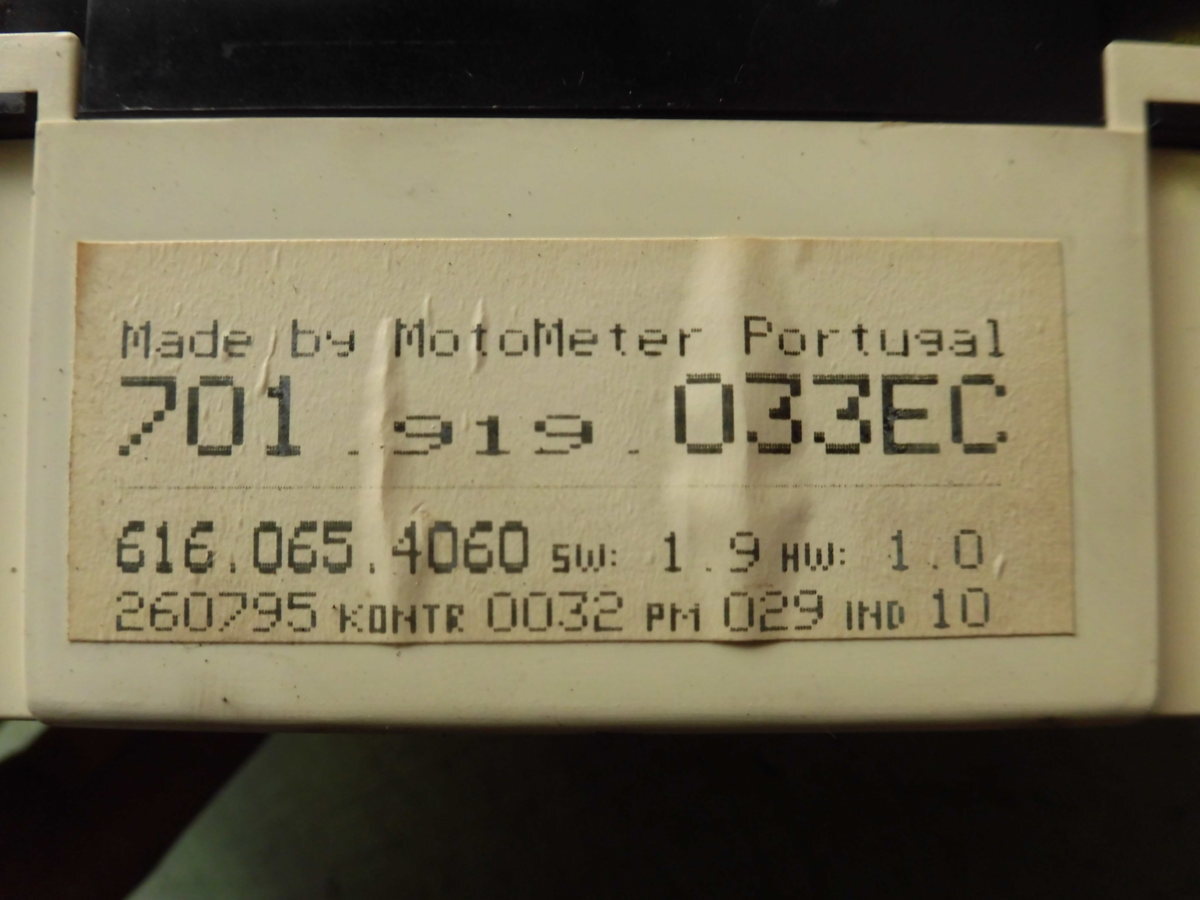 Made by MotoMeter Portugal
701.919.033EC
616.065.4060 SW: 1.9 HW: 1.0
260795 KONTR 0032 PM 029 IND 10